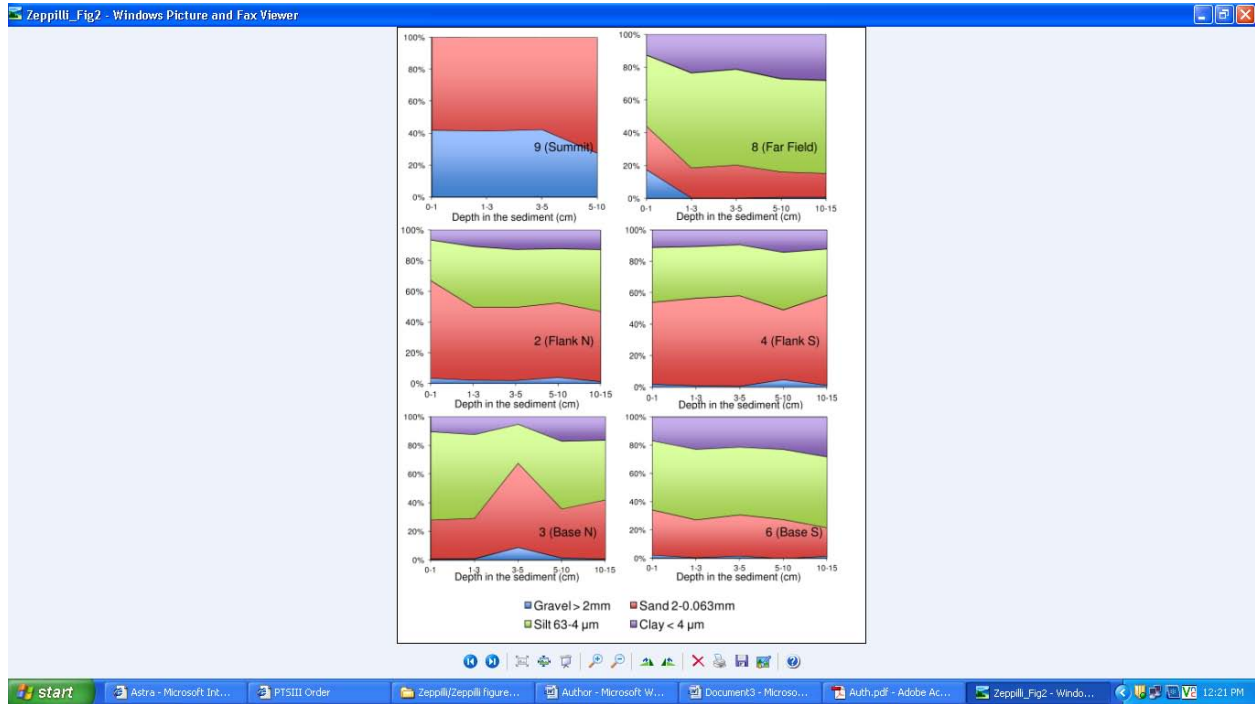 Zeppilli_Fig2 - Windows Picture and Fax Viewer
100%
80%
60%
40%
20%
0%
9 (Summit)
0-1 1-3 3-5 5-10
Depth in the sediment (cm)
100%
80%
60%
40%
20%
0%
8 (Far Field)
0-1 1-3 3-5 5-10 10-15
Depth in the sediment (cm)
100%
80%
60%
40%
20%
0%
2 (Flank N)
0-1 1-3 3-5 5-10 10-15
Depth in the sediment (cm)
100%
80%
60%
40%
20%
0%
4 (Flank S)
0-1 1-3 3-5 5-10 10-15
Depth in the sediment (cm)
100%
80%
60%
40%
20%
0%
3 (Base N)
0-1 1-3 3-5 5-10 10-15
Depth in the sediment (cm)
100%
80%
60%
40%
20%
0%
6 (Base S)
0-1 1-3 3-5 5-10 10-15
Depth in the sediment (cm)
Gravel > 2mm Sand 2-0.063mm
Silt 63-4 µm Clay < 4 µm
start Astra - Microsoft Int... PTSIII Order Zeppilli/Zeppilli figure... Author - Microsoft W... Document3 - Microso... Auth.pdf - Adobe Ac... Zeppilli_Fig2 - Windo... 12:21 PM